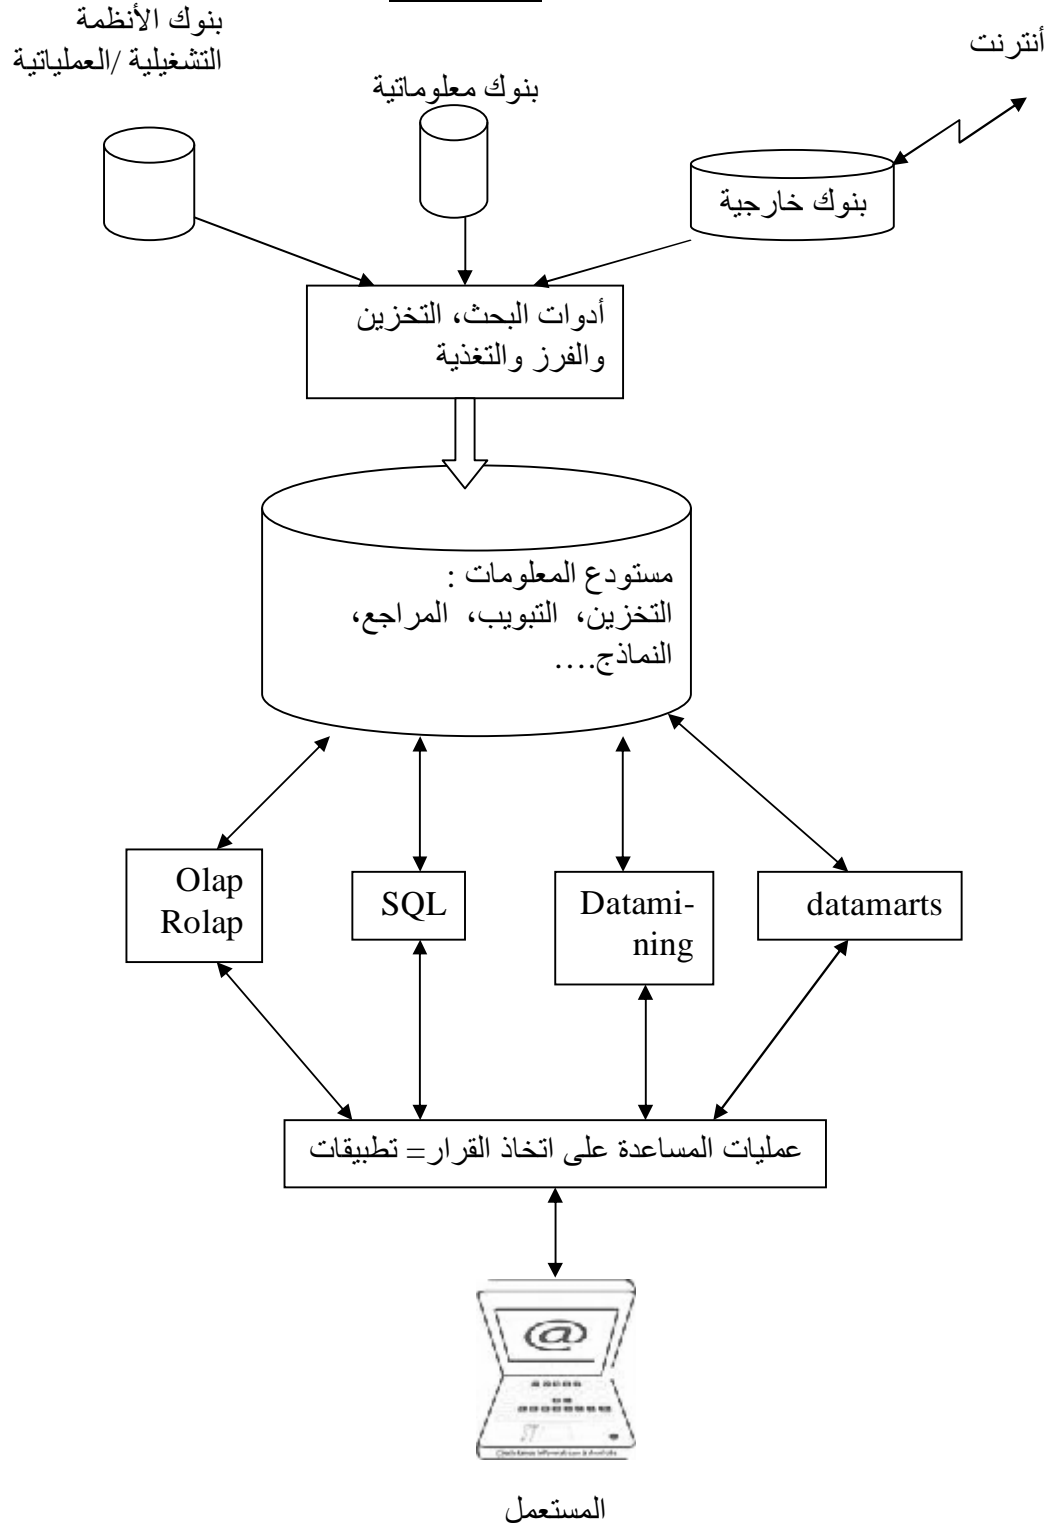 بنوك الأنظمة
التشغيلية /العملياتية
أنترنت
بنوك معلوماتية
بنوك خارجية
أدوات البحث، التخزين
والفرز والتغذية
مستودع المعلومات :
التخزين، التبويب، المراجع،
النماذج....
Olap
Rolap
SQL
Datami-
ning
datamarts
عمليات المساعدة على اتخاذ القرار= تطبيقات
@
المستعمل